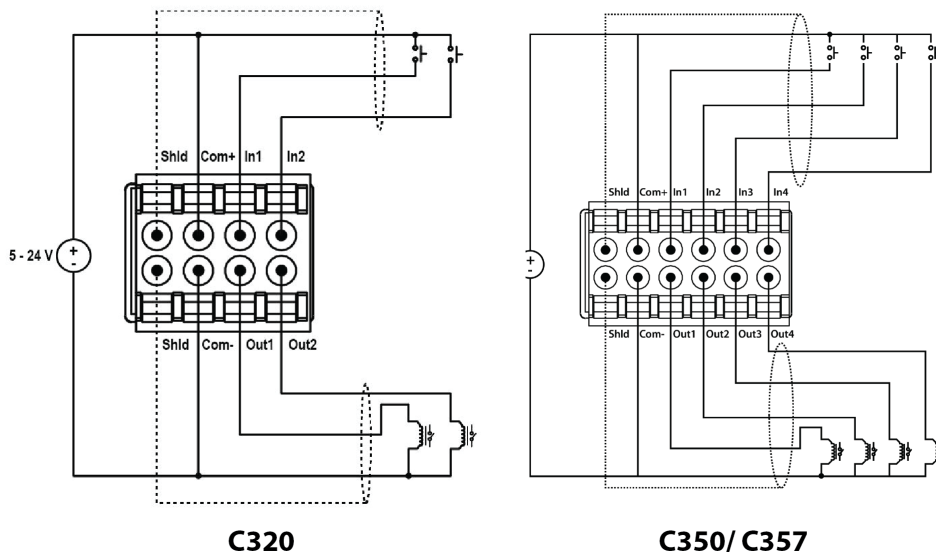 Shld Com+ In1 In2
5 - 24 V
+
-
Shld Com- Out1 Out2
C320
Shld Com+ In1 In2 In3 In4
+
-
Shld Com- Out1 Out2 Out3 Out4
C350/ C357